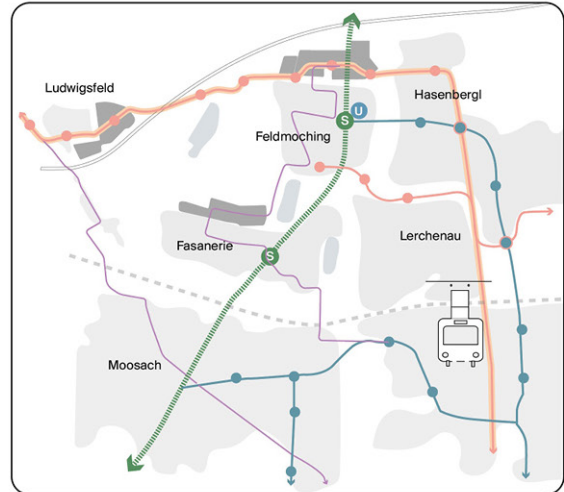 Ludwigsfeld
Hasenbergl
U
S
Feldmoching
Fasanerie
S
Lerchenau
Moosach